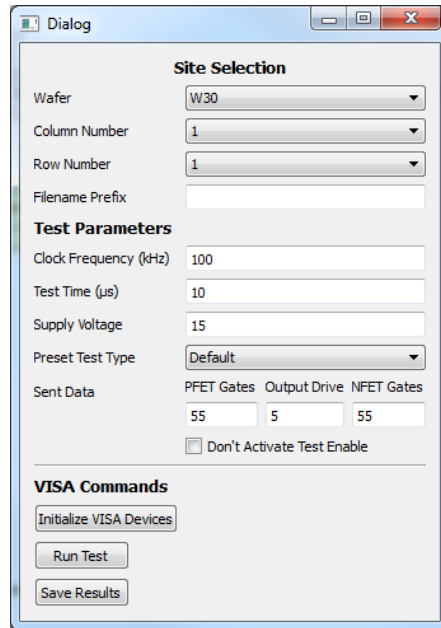 Dialog
Site Selection
Wafer W30
Column Number 1
Row Number 1
Filename Prefix
Test Parameters
Clock Frequency (kHz) 100
Test Time (µs) 10
Supply Voltage 15
Preset Test Type Default
Sent Data PFET Gates Output Drive NFET Gates
55 5 55
Don't Activate Test Enable
VISA Commands
Initialize VISA Devices
Run Test
Save Results